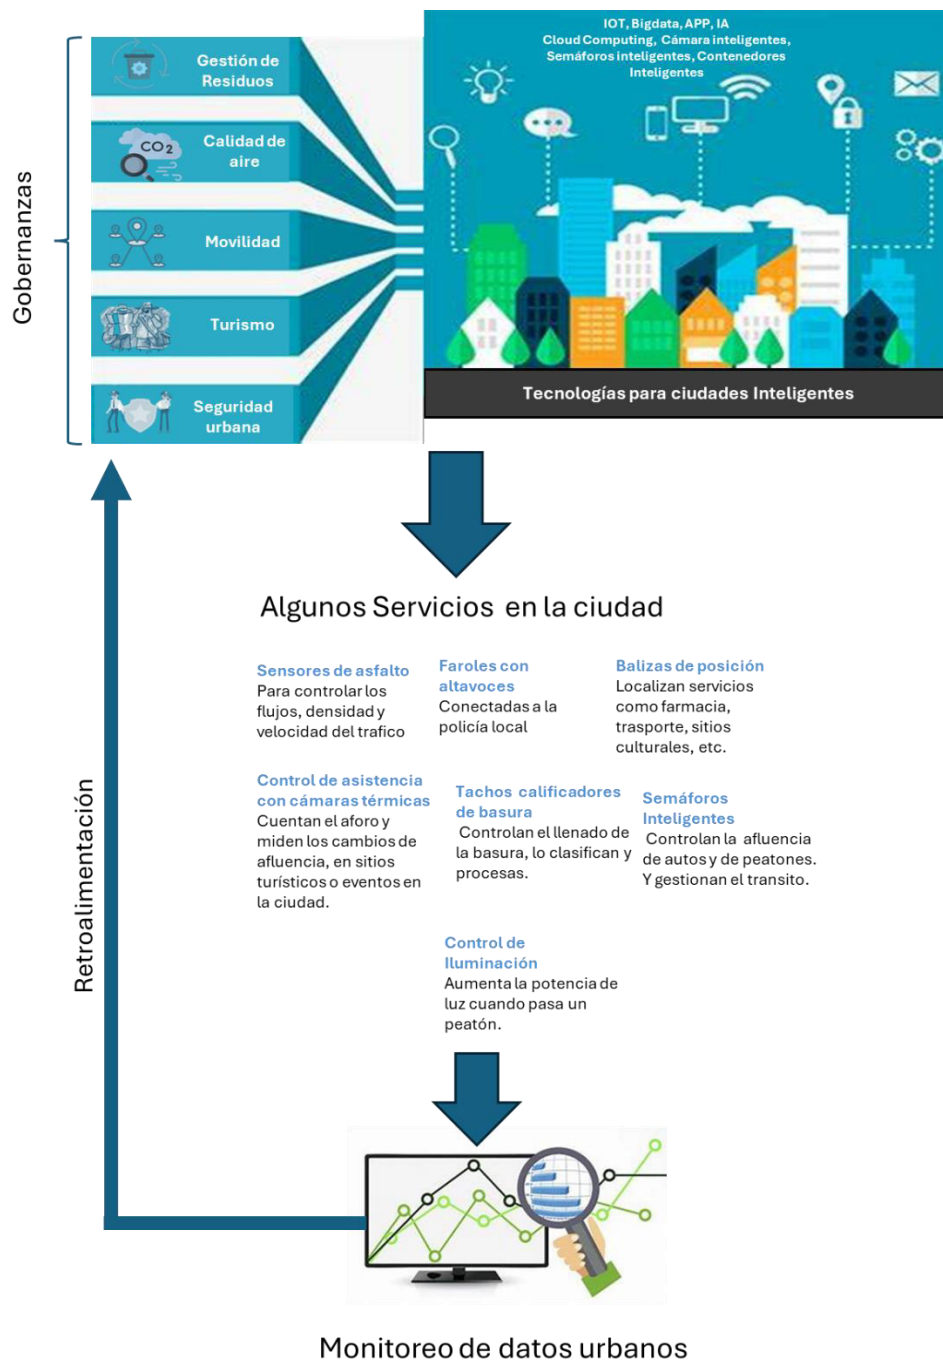 IOT, Bigdata, APP, IA
Cloud Computing, Cámara inteligentes,
Semáforos inteligentes, Contenedores
Inteligentes
Gobernanzas
Gestión de
Residuos
CO2
Calidad de
aire
Movilidad
Turismo
Seguridad
urbana
Tecnologías para ciudades Inteligentes
Algunos Servicios en la ciudad
Sensores de asfalto
Para controlar los
flujos, densidad y
velocidad del trafico
Faroles con
altavoces
Conectadas a la
policía local
Balizas de posición
Localizan servicios
como farmacia,
trasporte, sitios
culturales, etc.
Control de asistencia
con cámaras térmicas
Cuentan el aforo y
miden los cambios de
afluencia, en sitios
turísticos o eventos en
la ciudad.
Tachos calificadores
de basura
Controlan el llenado de
la basura, lo clasifican y
procesas.
Semáforos
Inteligentes
Controlan la afluencia
de autos y de peatones.
Y gestionan el transito.
Control de
Iluminación
Aumenta la potencia de
luz cuando pasa un
peatón.
Retroalimentación
Monitoreo de datos urbanos